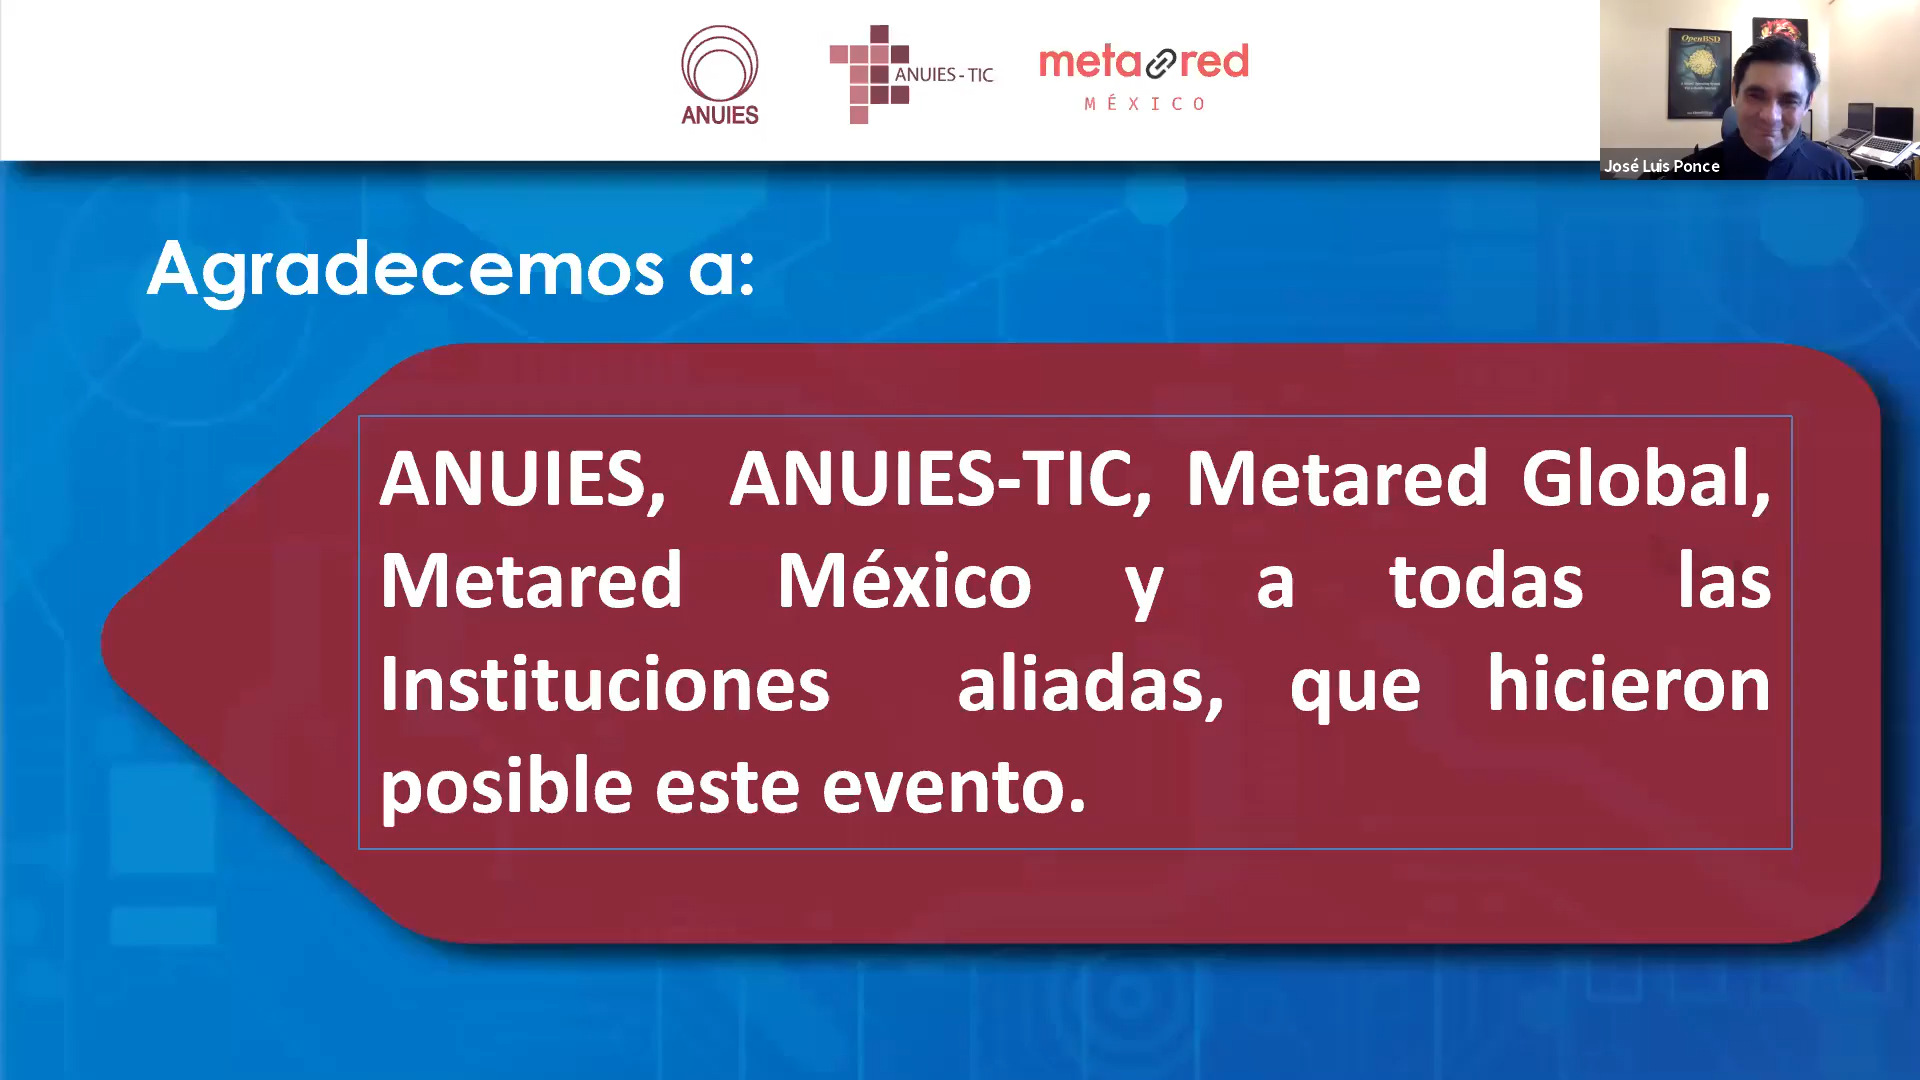 ANUIES
ANUIES-TIC
meta red
MÉXICO
OpenBSD
José Luis Ponce
Agradecemos a:
ANUIES, ANUIES-TIC, Metared Global,
Metared México y a todas las
Instituciones aliadas, que hicieron
posible este evento.